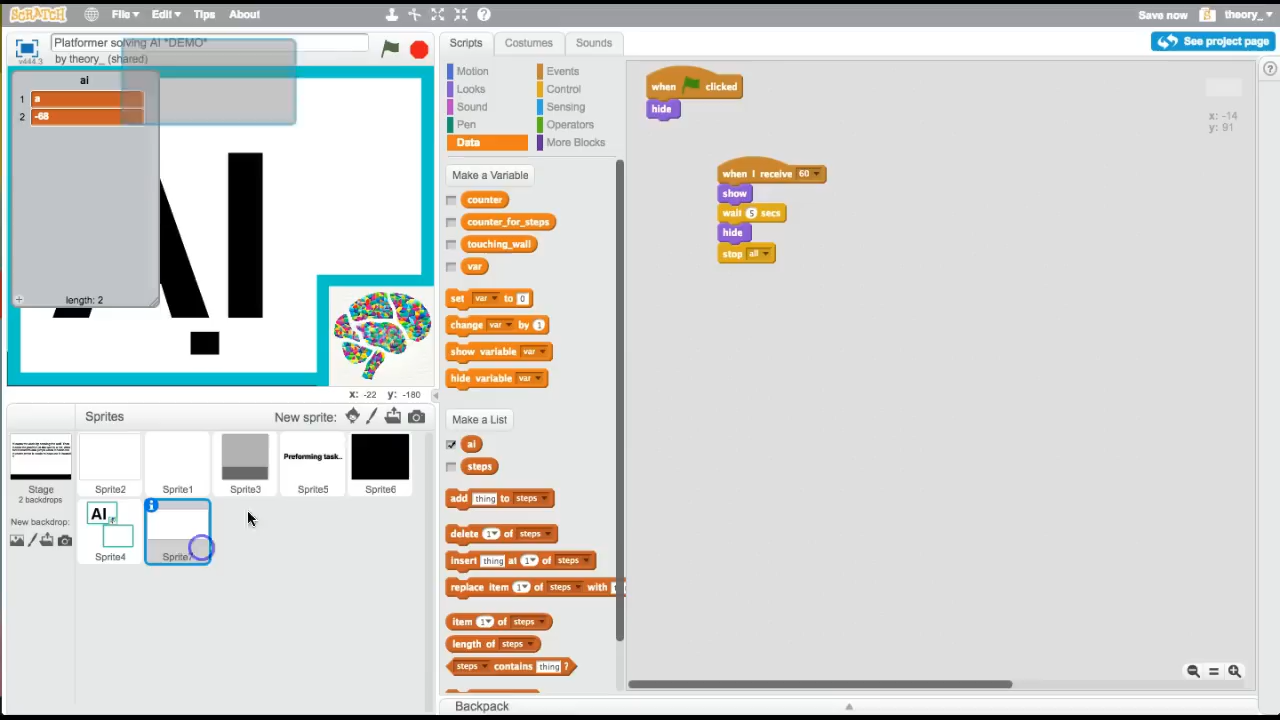 SCRATCH File Edit Tips About Save now theory_
Platformer solving AI *DEMO*
by theory_ (shared)
v444.3
Scripts Costumes Sounds
See project page
ai
1 a
2 -68
length: 2
AI
x: -22 y: -180
Motion Events
Looks Control
Sound Sensing
Pen Operators
Data More Blocks
Make a Variable
counter
counter_for_steps
touching_wall
var
set var to 0
change var by 1
show variable var
hide variable var
Make a List
ai
steps
add thing to steps
delete 1 of steps
insert thing at 1 of steps
replace item 1 of steps with
item 1 of steps
length of steps
steps contains thing ?
when clicked
hide
when I receive 60
show
wait 5 secs
hide
stop all
x: -14
y: 91
Sprites New sprite:
Stage
2 backdrops
New backdrop:
Sprite2 Sprite1 Sprite3 Sprite5 Sprite6
Preforming task..
AI
Sprite4
Backpack